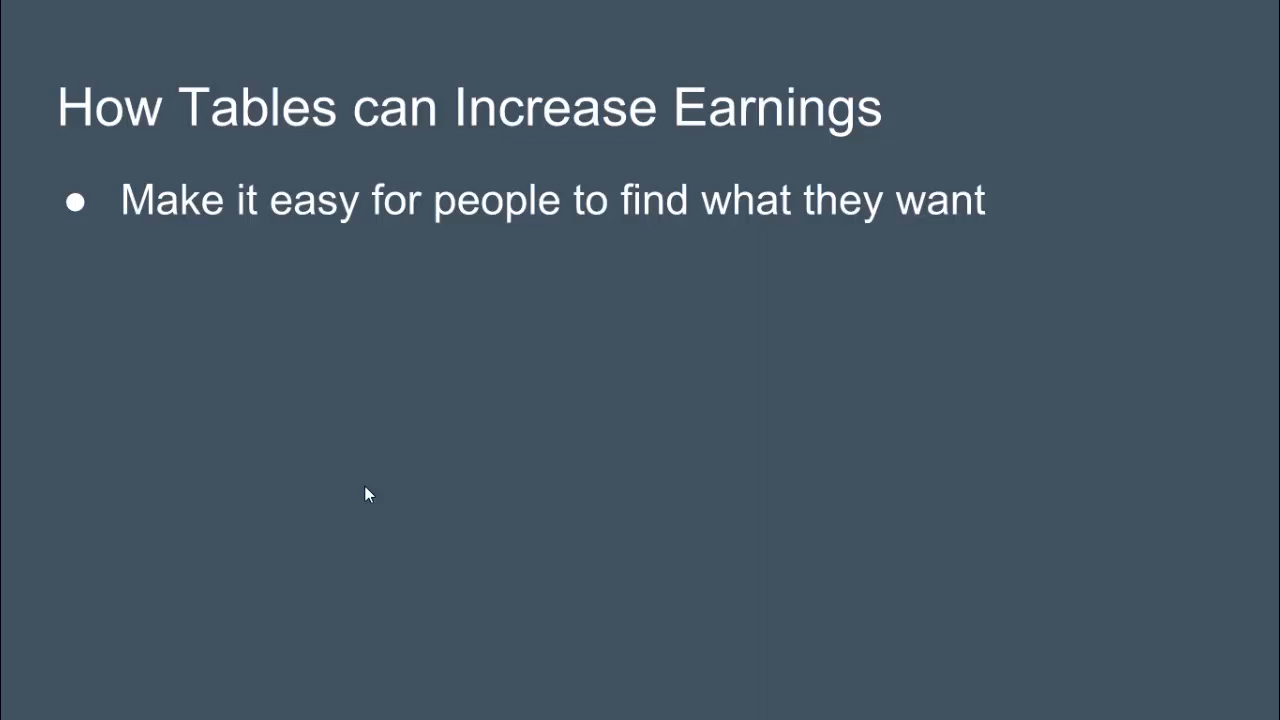 How Tables can Increase Earnings
● Make it easy for people to find what they want